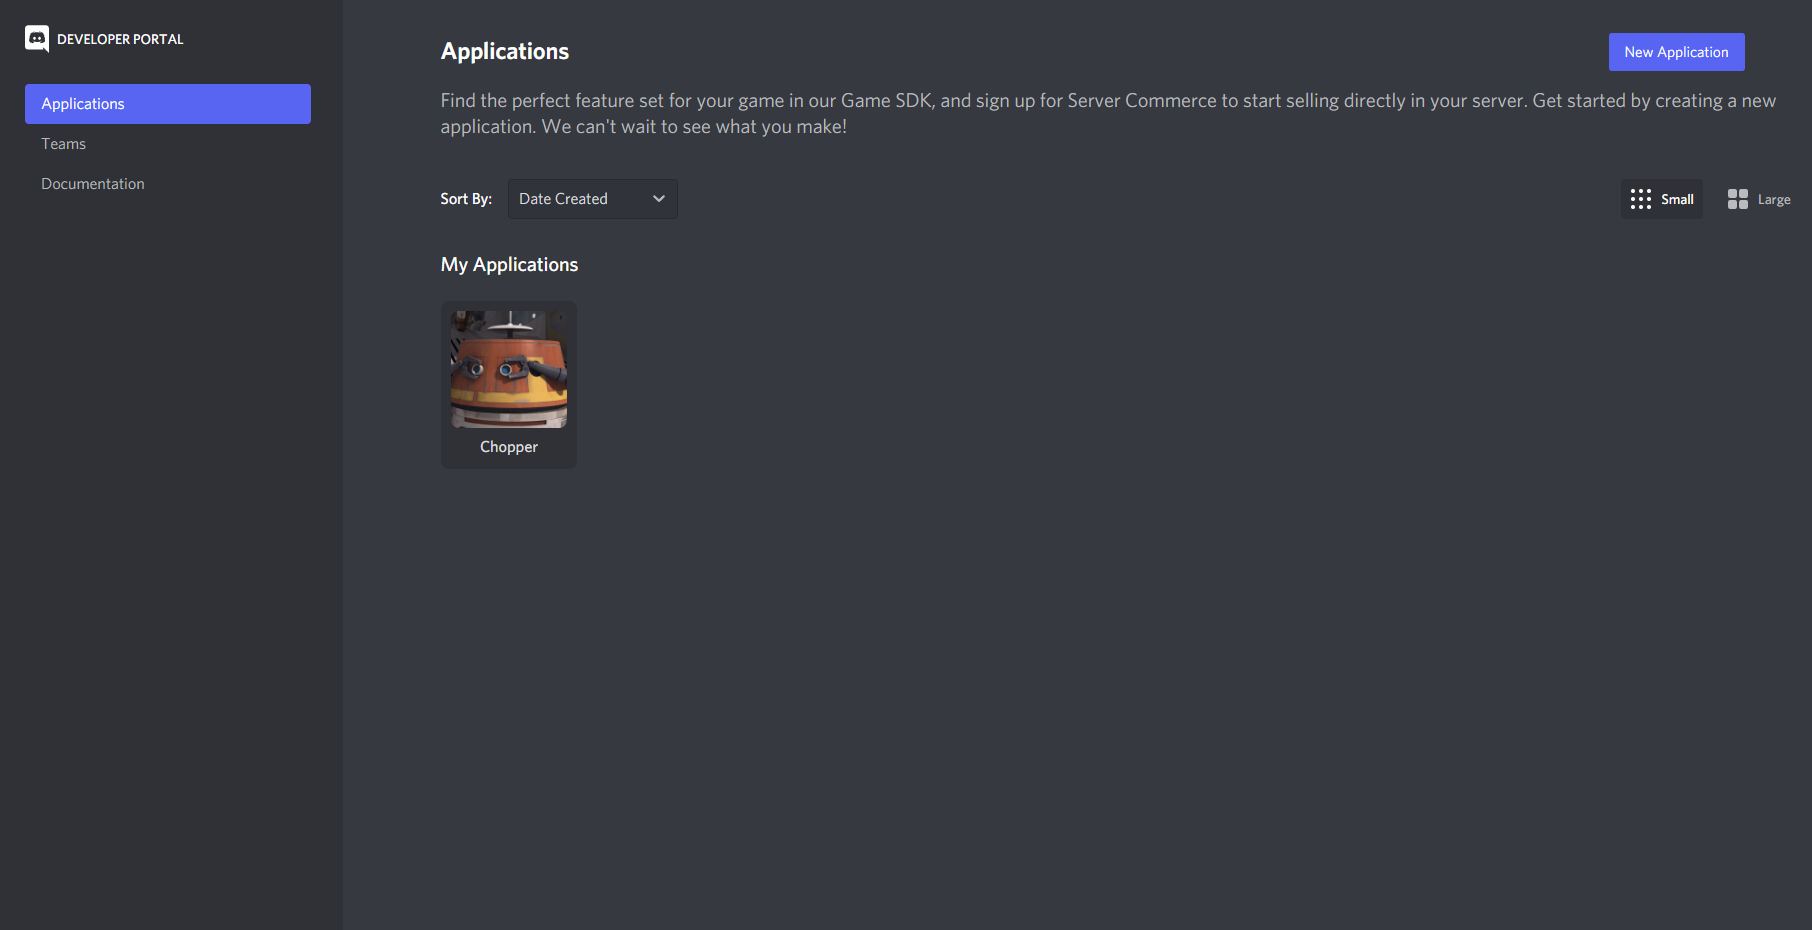 DEVELOPER PORTAL
Applications
Teams
Documentation
Applications
New Application
Find the perfect feature set for your game in our Game SDK, and sign up for Server Commerce to start selling directly in your server. Get started by creating a new
application. We can't wait to see what you make!
Sort By:
Date Created
Small
Large
My Applications
Chopper